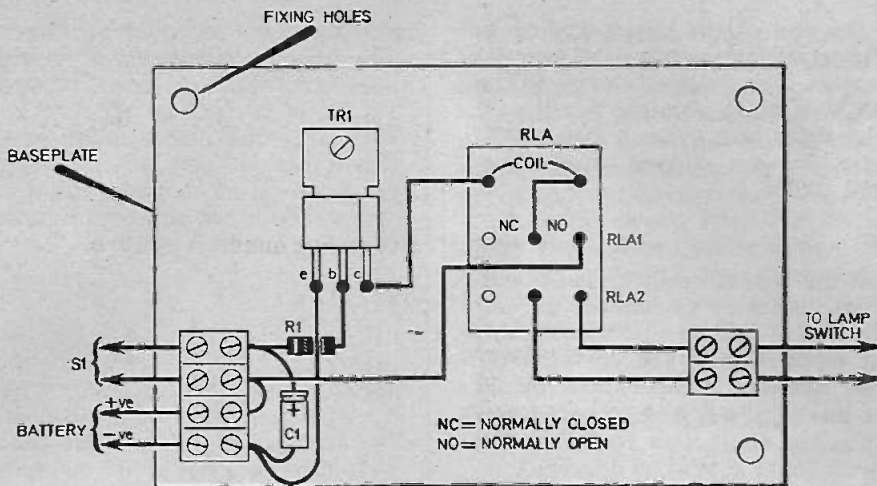 FIXING HOLES
TR1
RLA
BASEPLATE
COIL
NC NO
RLA1
e b c
RLA2
R1
TO LAMP
SWITCH
S1
+ve
+
BATTERY
-ve
C1
NC = NORMALLY CLOSED
NO = NORMALLY OPEN